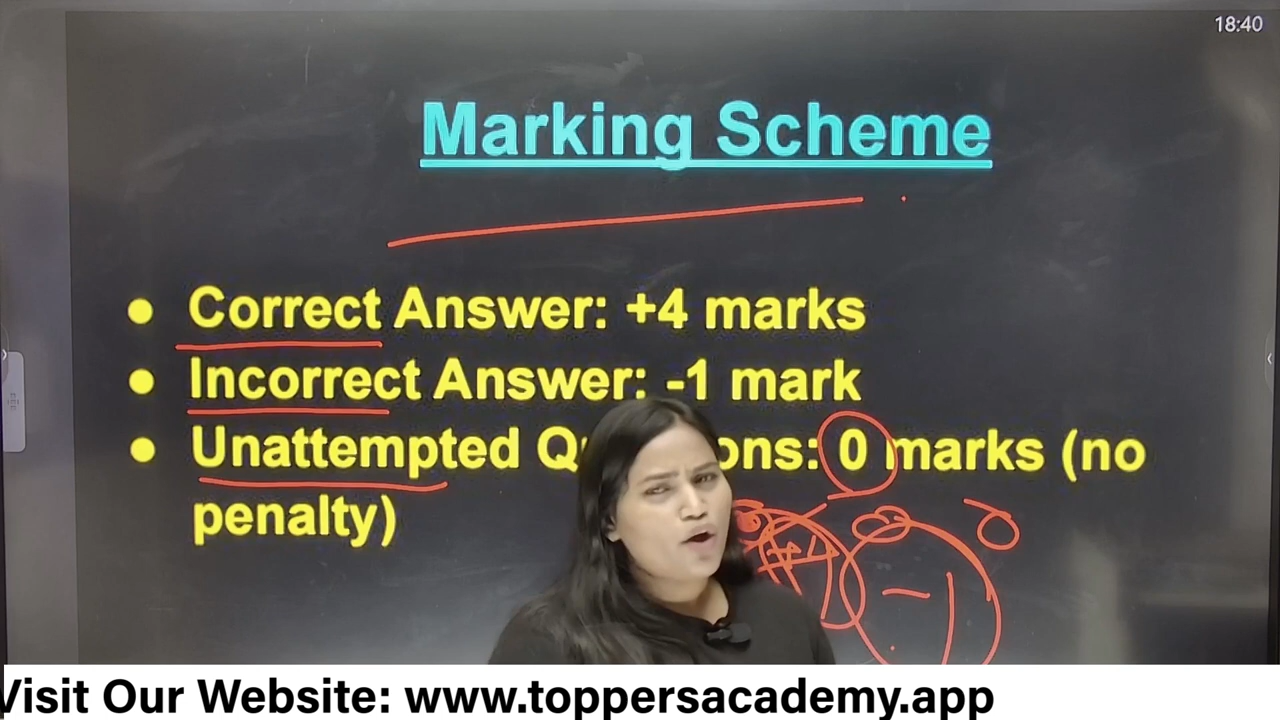 18:40
Marking Scheme
● Correct Answer: +4 marks
● Incorrect Answer: -1 mark
● Unattempted Q ons: 0 marks (no
penalty)
-1
Visit Our Website: www.toppersacademy.app